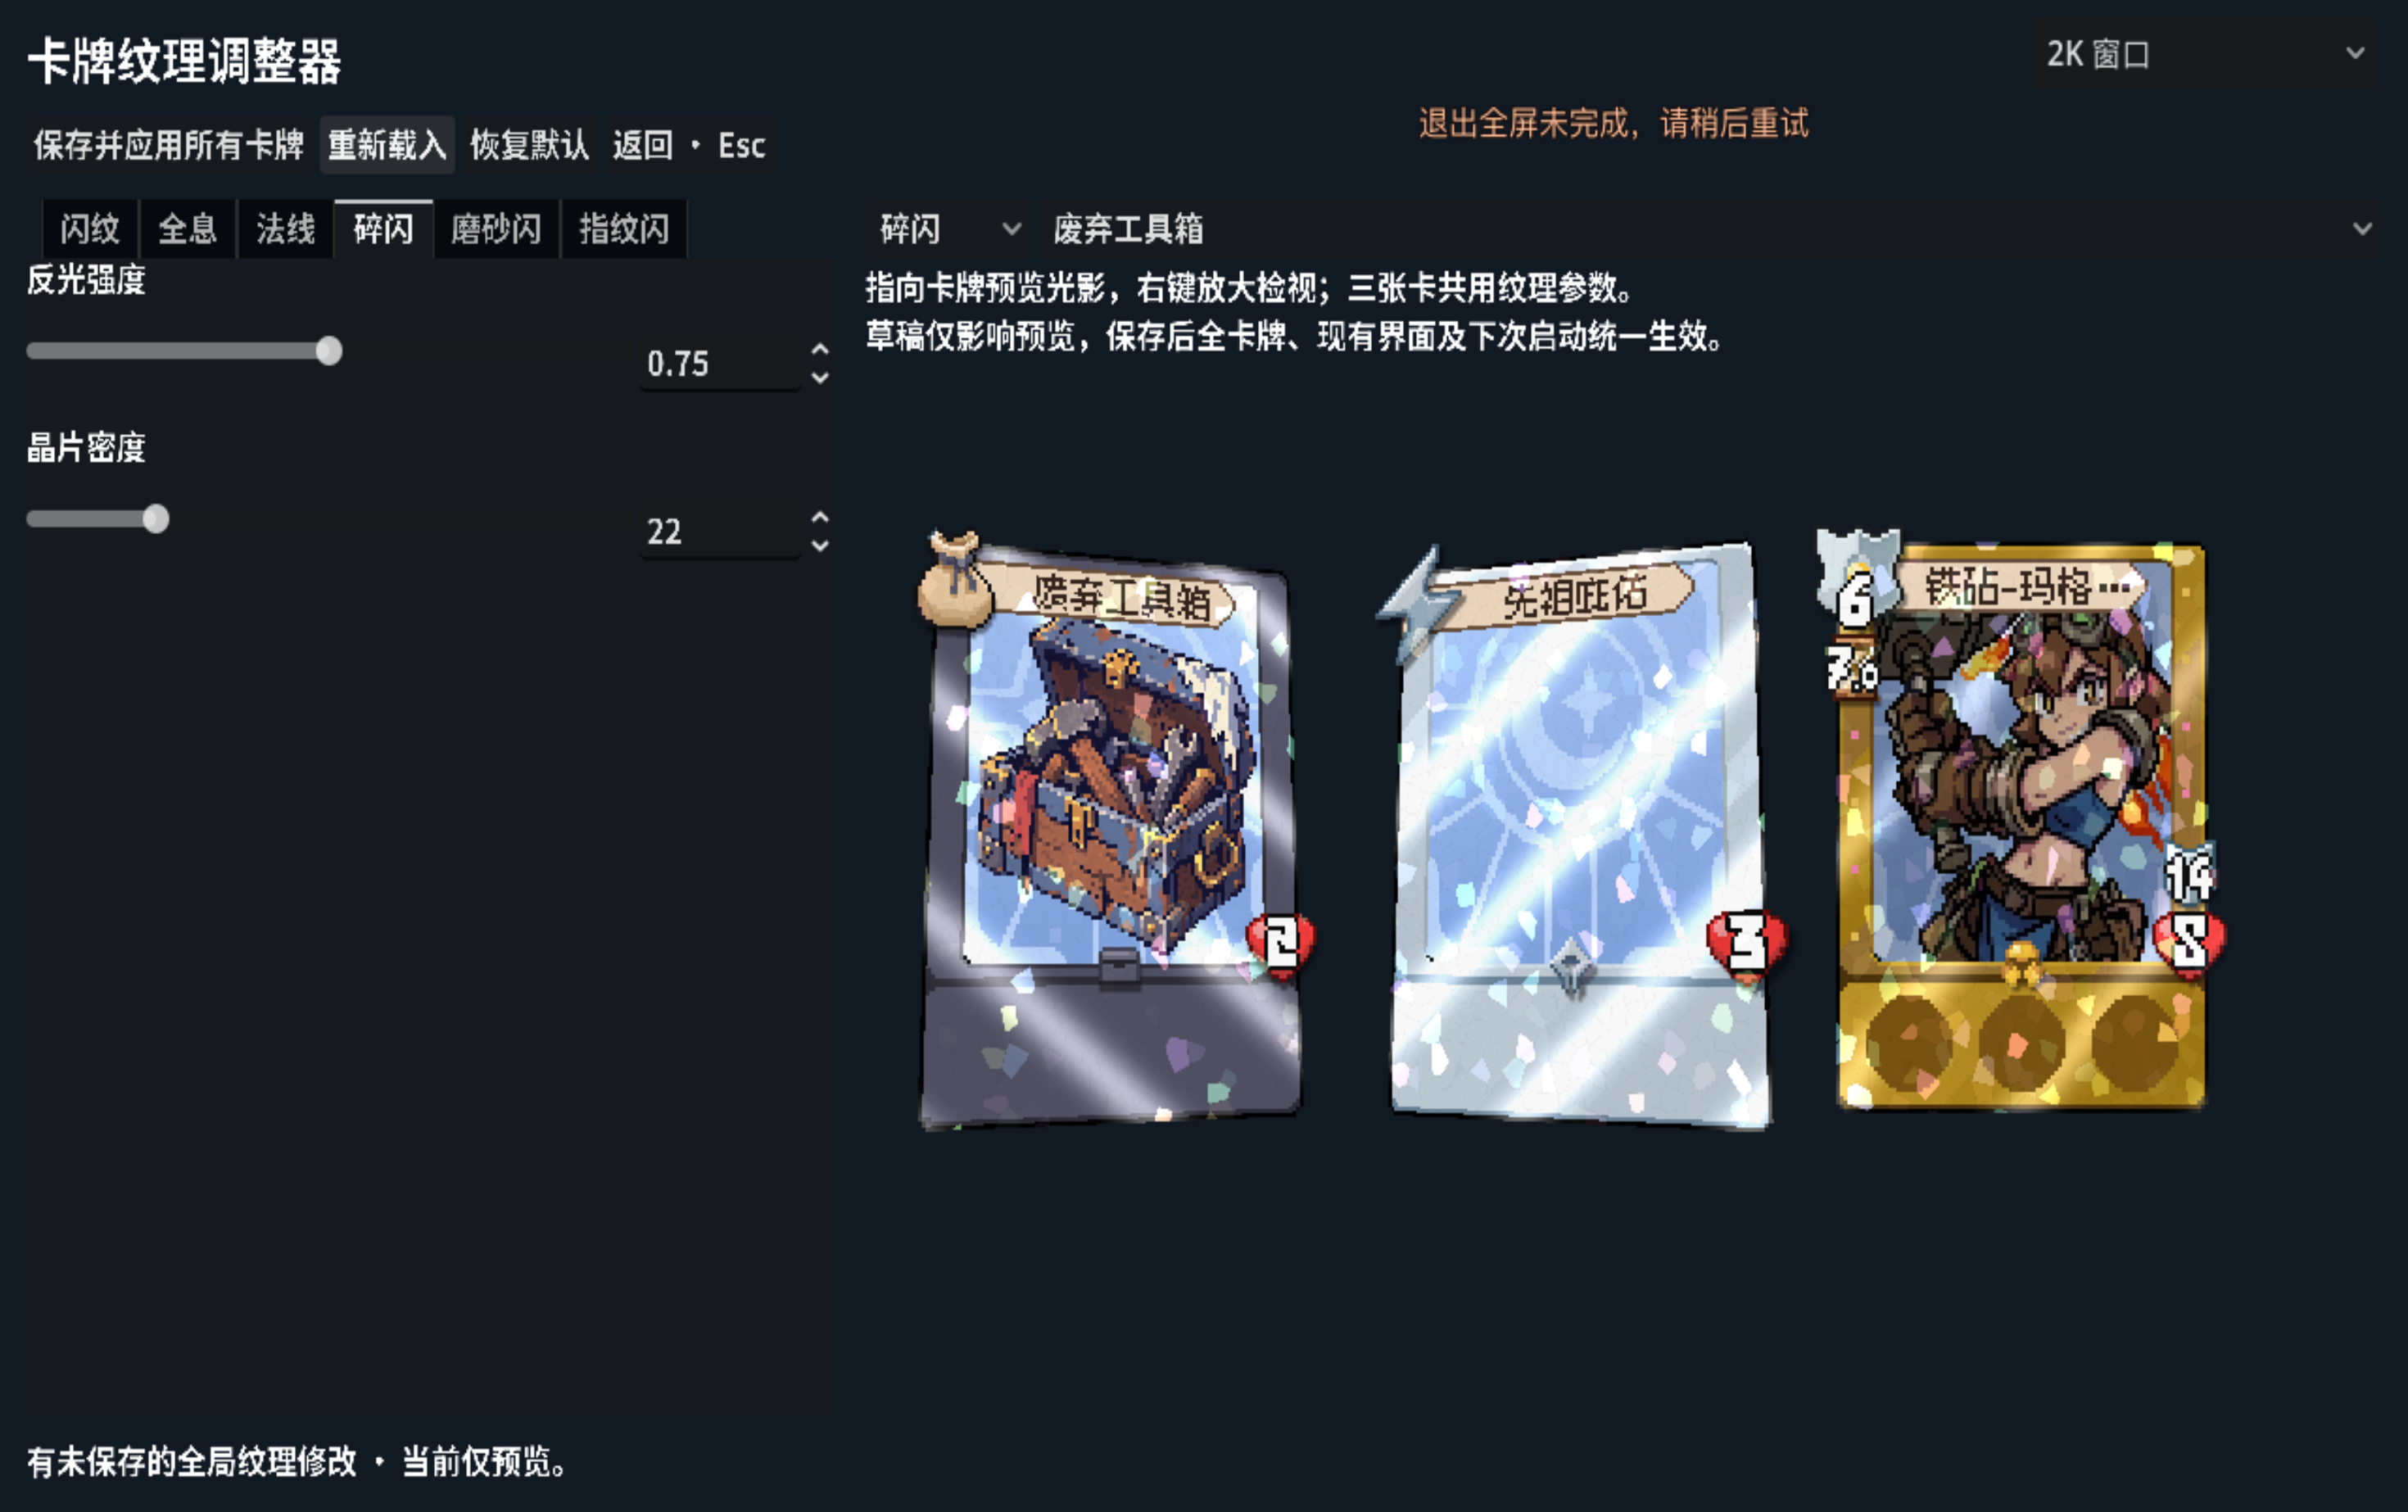 卡牌纹理调整器
2K 窗口
退出全屏未完成，请稍后重试
保存并应用所有卡牌 重新载入 恢复默认 返回 · Esc
闪纹 全息 法线 碎闪 磨砂闪 指纹闪
碎闪 废弃工具箱
反光强度
指向卡牌预览光影，右键放大检视；三张卡共用纹理参数。
草稿仅影响预览，保存后全卡牌、现有界面及下次启动统一生效。
0.75
晶片密度
22
废弃工具箱
2
先祖庇佑
3
铁砧-玛格…
6
14
8
有未保存的全局纹理修改 · 当前仅预览。